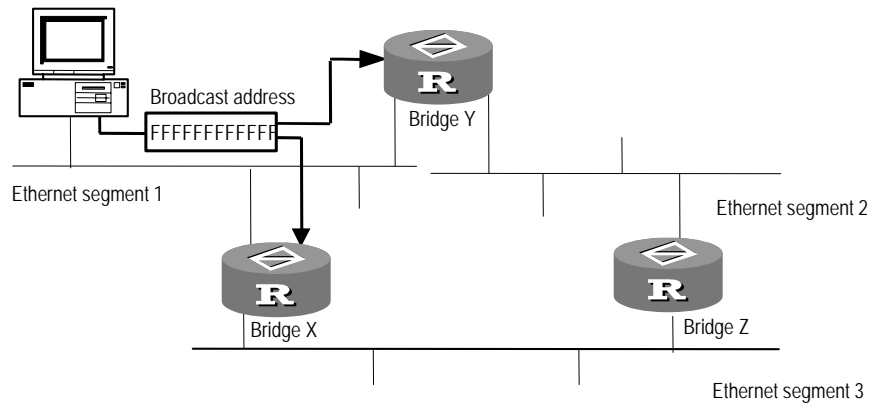 Broadcast address
FFFFFFFFFFFF
R
Bridge Y
Ethernet segment 1
Ethernet segment 2
R
Bridge X
R
Bridge Z
Ethernet segment 3